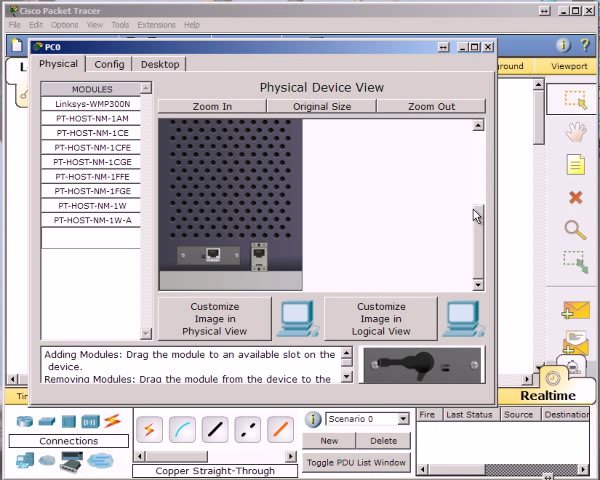 Cisco Packet Tracer
File Edit Options View Tools Extensions Help
PC0
Physical Config Desktop
ground Viewport
MODULES
Linksys-WMP300N
PT-HOST-NM-1AM
PT-HOST-NM-1CE
PT-HOST-NM-1CFE
PT-HOST-NM-1CGE
PT-HOST-NM-1FFE
PT-HOST-NM-1FGE
PT-HOST-NM-1W
PT-HOST-NM-1W-A
Physical Device View
Zoom In Original Size Zoom Out
Customize
Image in
Physical View
Customize
Image in
Logical View
Adding Modules: Drag the module to an available slot on the
device.
Removing Modules: Drag the module from the device to the
Realtime
Connections
Copper Straight-Through
Scenario 0
New Delete
Toggle PDU List Window
Fire Last Status Source Destination